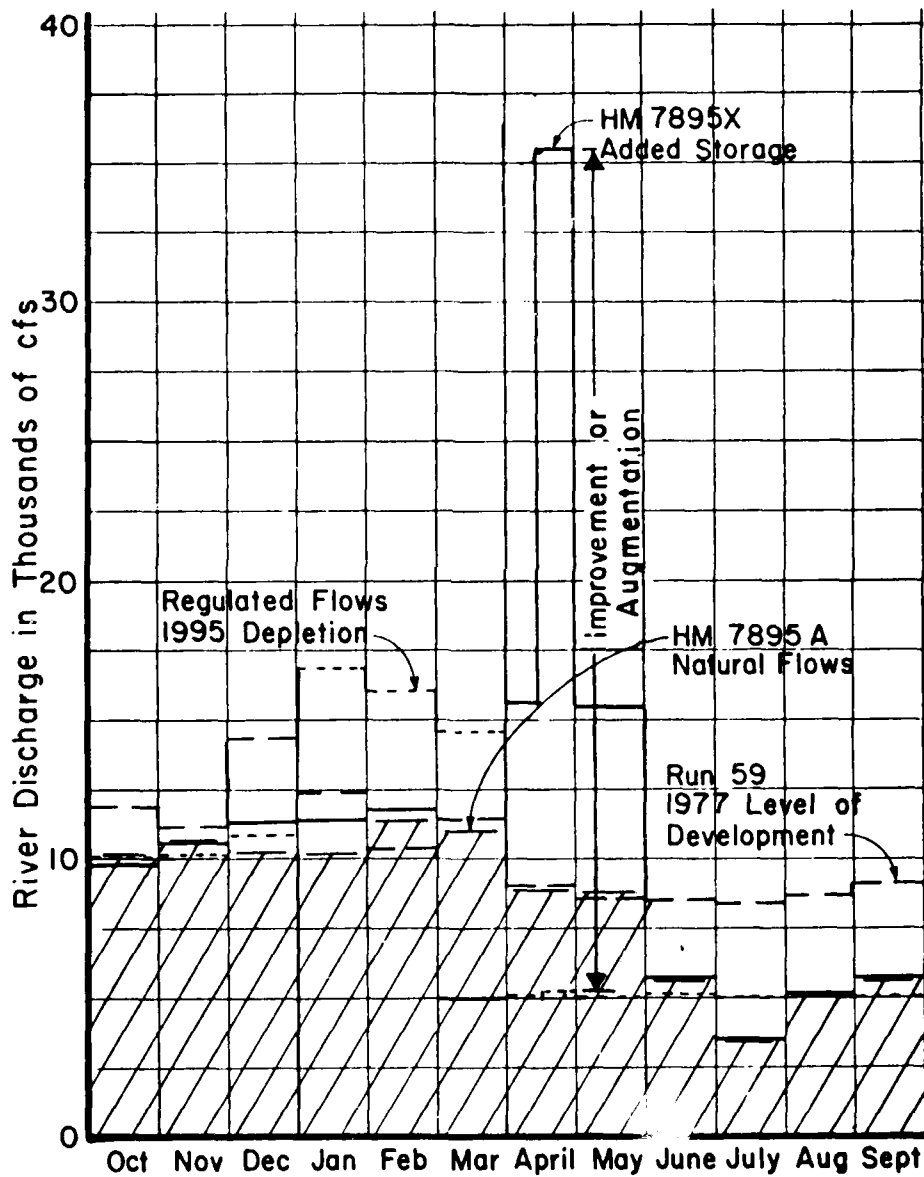 40
HM 7895X
Added Storage
30
River Discharge in Thousands of cfs
improvement or
Augmentation
20
Regulated Flows
1995 Depletion
HM 7895 A
Natural Flows
Run 59
1977 Level of
Development
10
0
Oct Nov Dec Jan Feb Mar April May June July Aug Sept